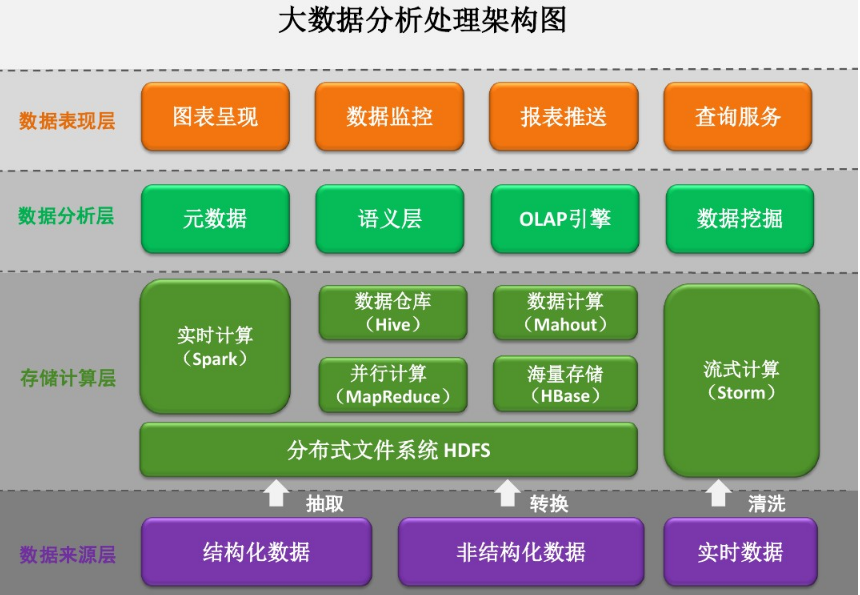 大数据分析处理架构图
数据表现层
图表呈现
数据监控
报表推送
查询服务
数据分析层
元数据
语义层
OLAP引擎
数据挖掘
存储计算层
实时计算
（Spark）
数据仓库
（Hive）
数据计算
（Mahout）
并行计算
（MapReduce）
海量存储
（HBase）
流式计算
（Storm）
分布式文件系统 HDFS
抽取
转换
清洗
数据来源层
结构化数据
非结构化数据
实时数据